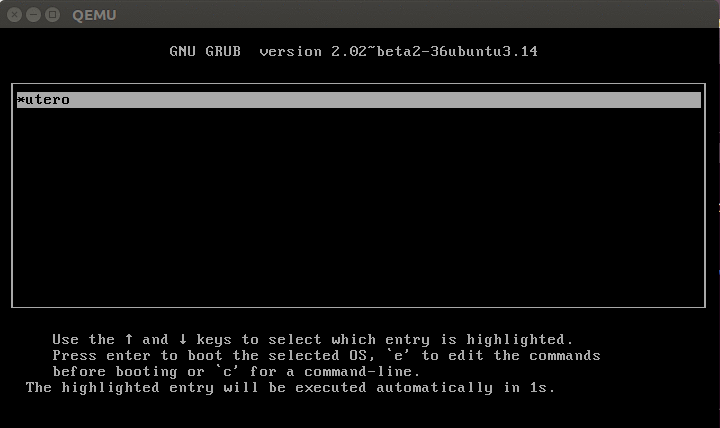 QEMU
GNU GRUB  version 2.02~beta2-36ubuntu3.14
*utero
Use the ↑ and ↓ keys to select which entry is highlighted.
Press enter to boot the selected OS, `e' to edit the commands
before booting or `c' for a command-line.
The highlighted entry will be executed automatically in 1s.